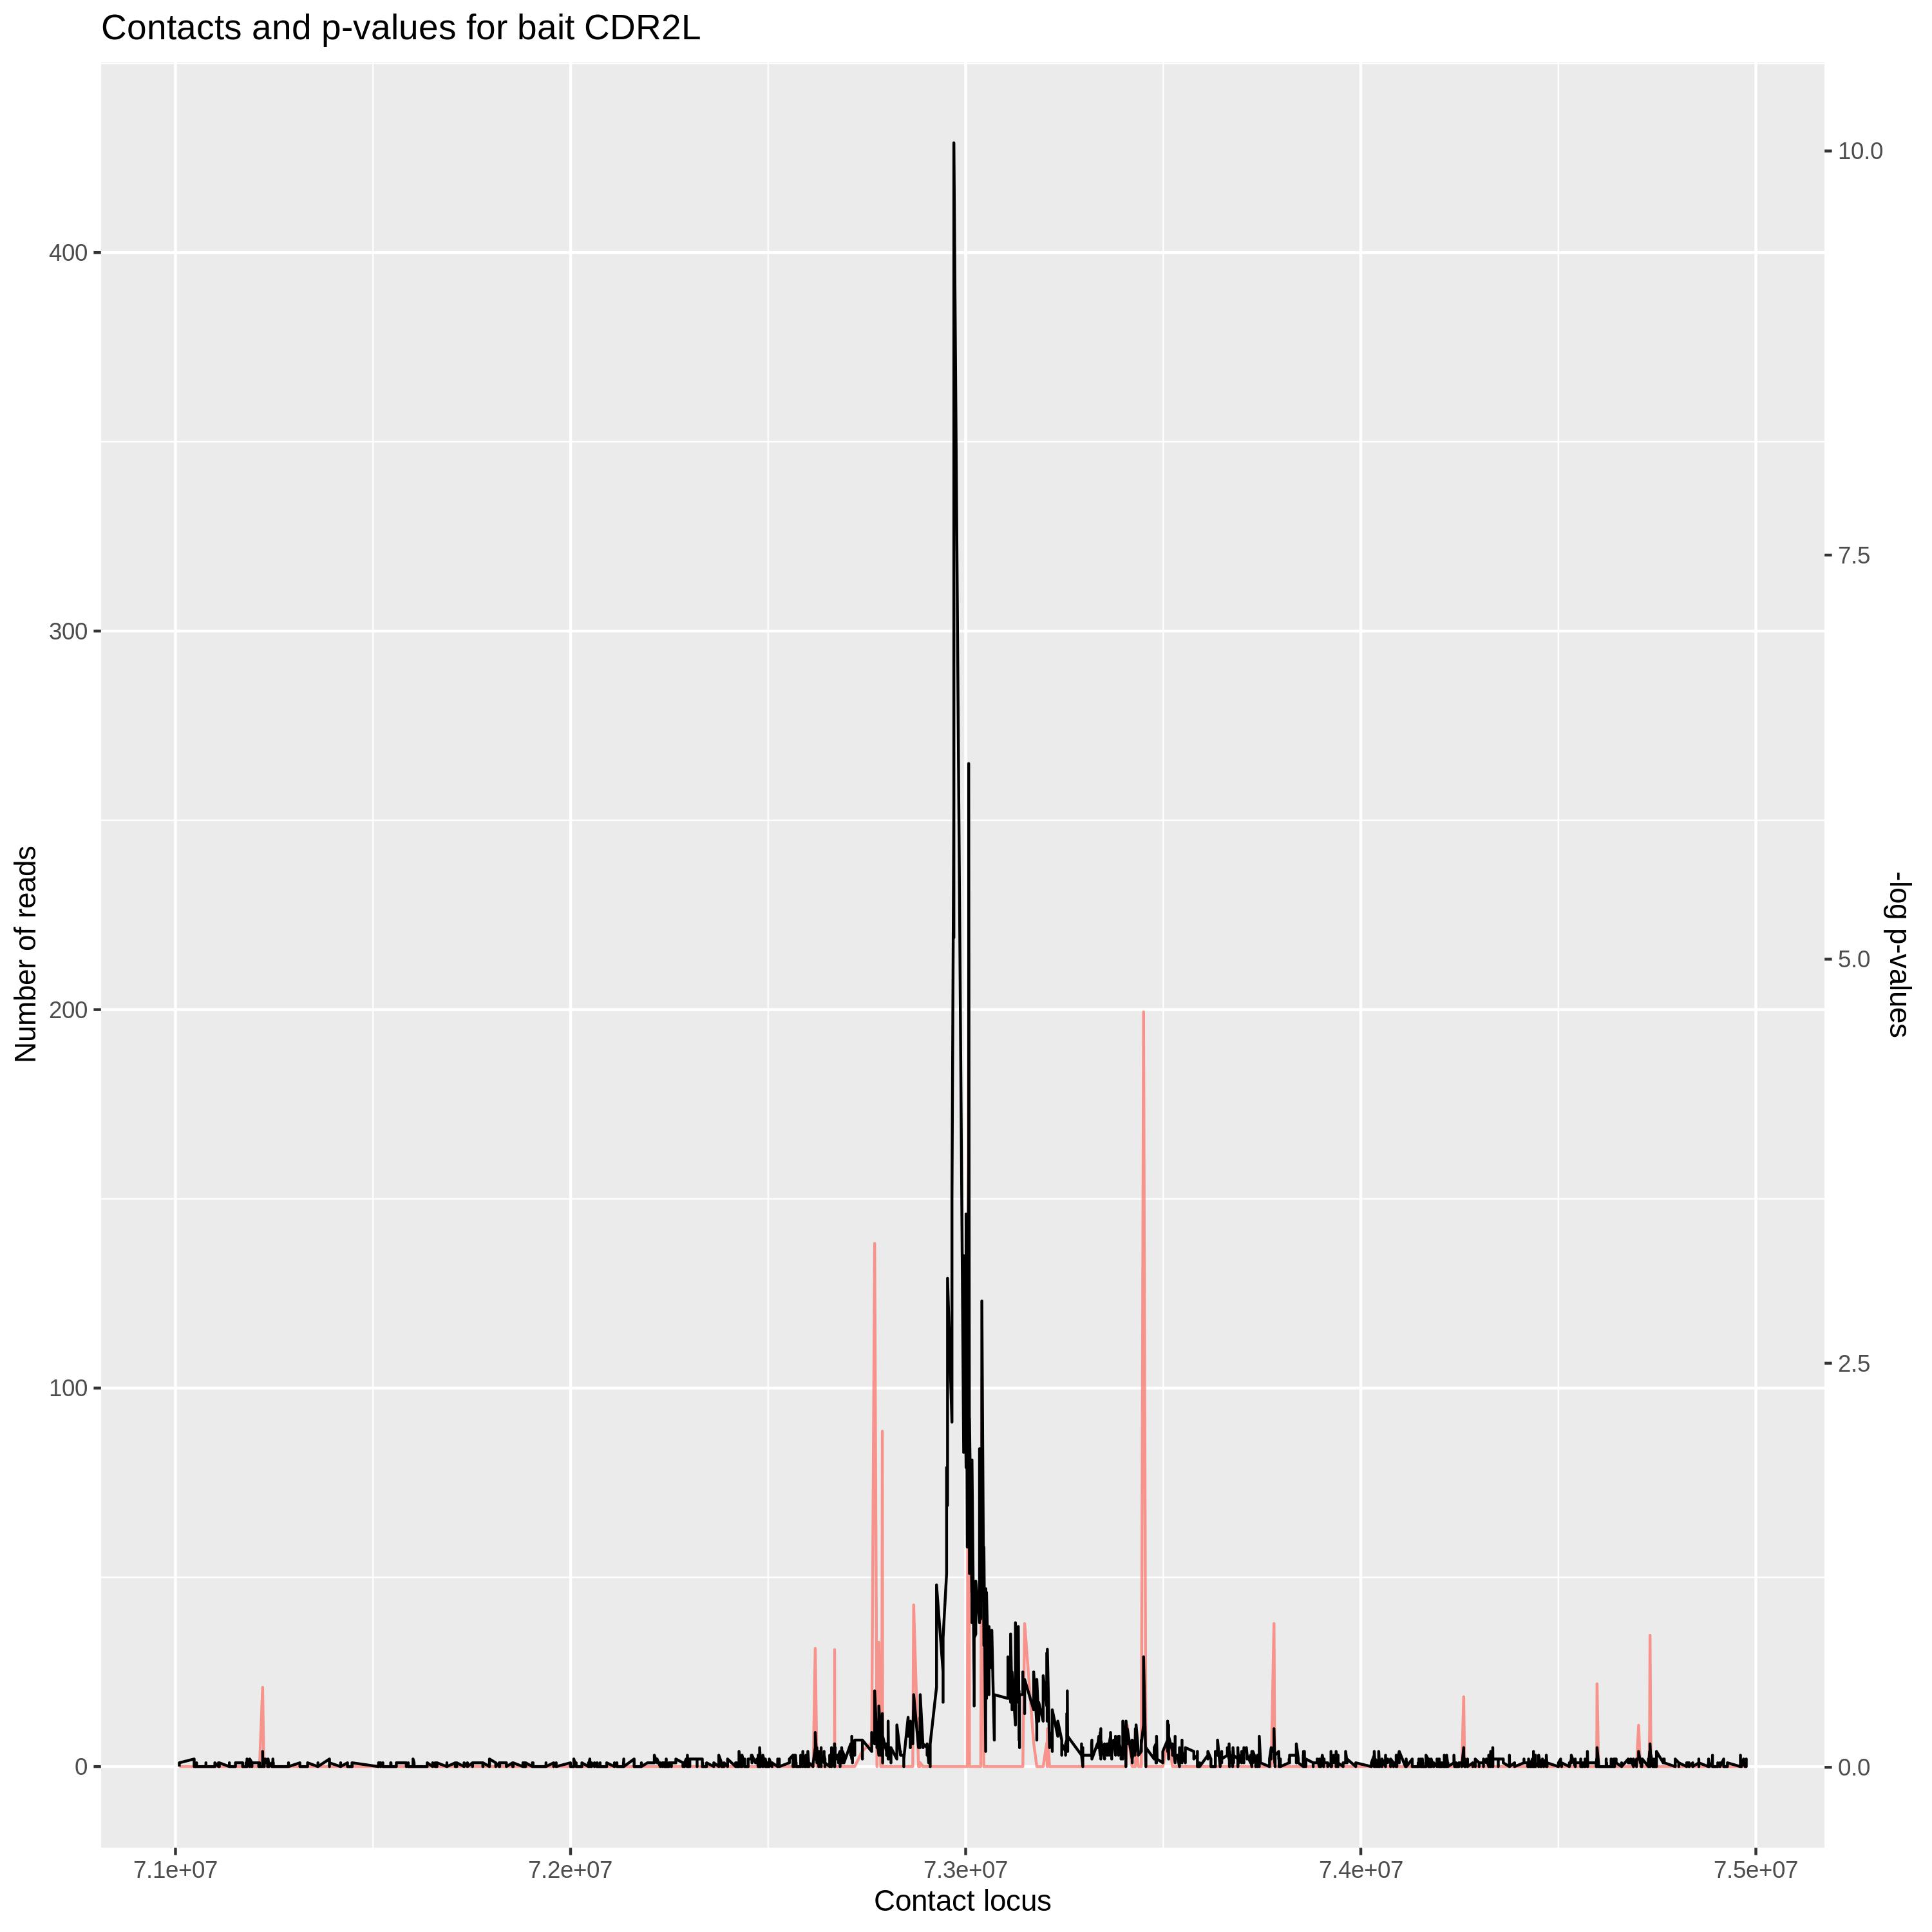 Contacts and p-values for bait CDR2L
400
300
200
100
0
Number of reads
10.0
7.5
5.0
2.5
0.0
-log p-values
7.1e+07 7.2e+07 7.3e+07 7.4e+07 7.5e+07
Contact locus